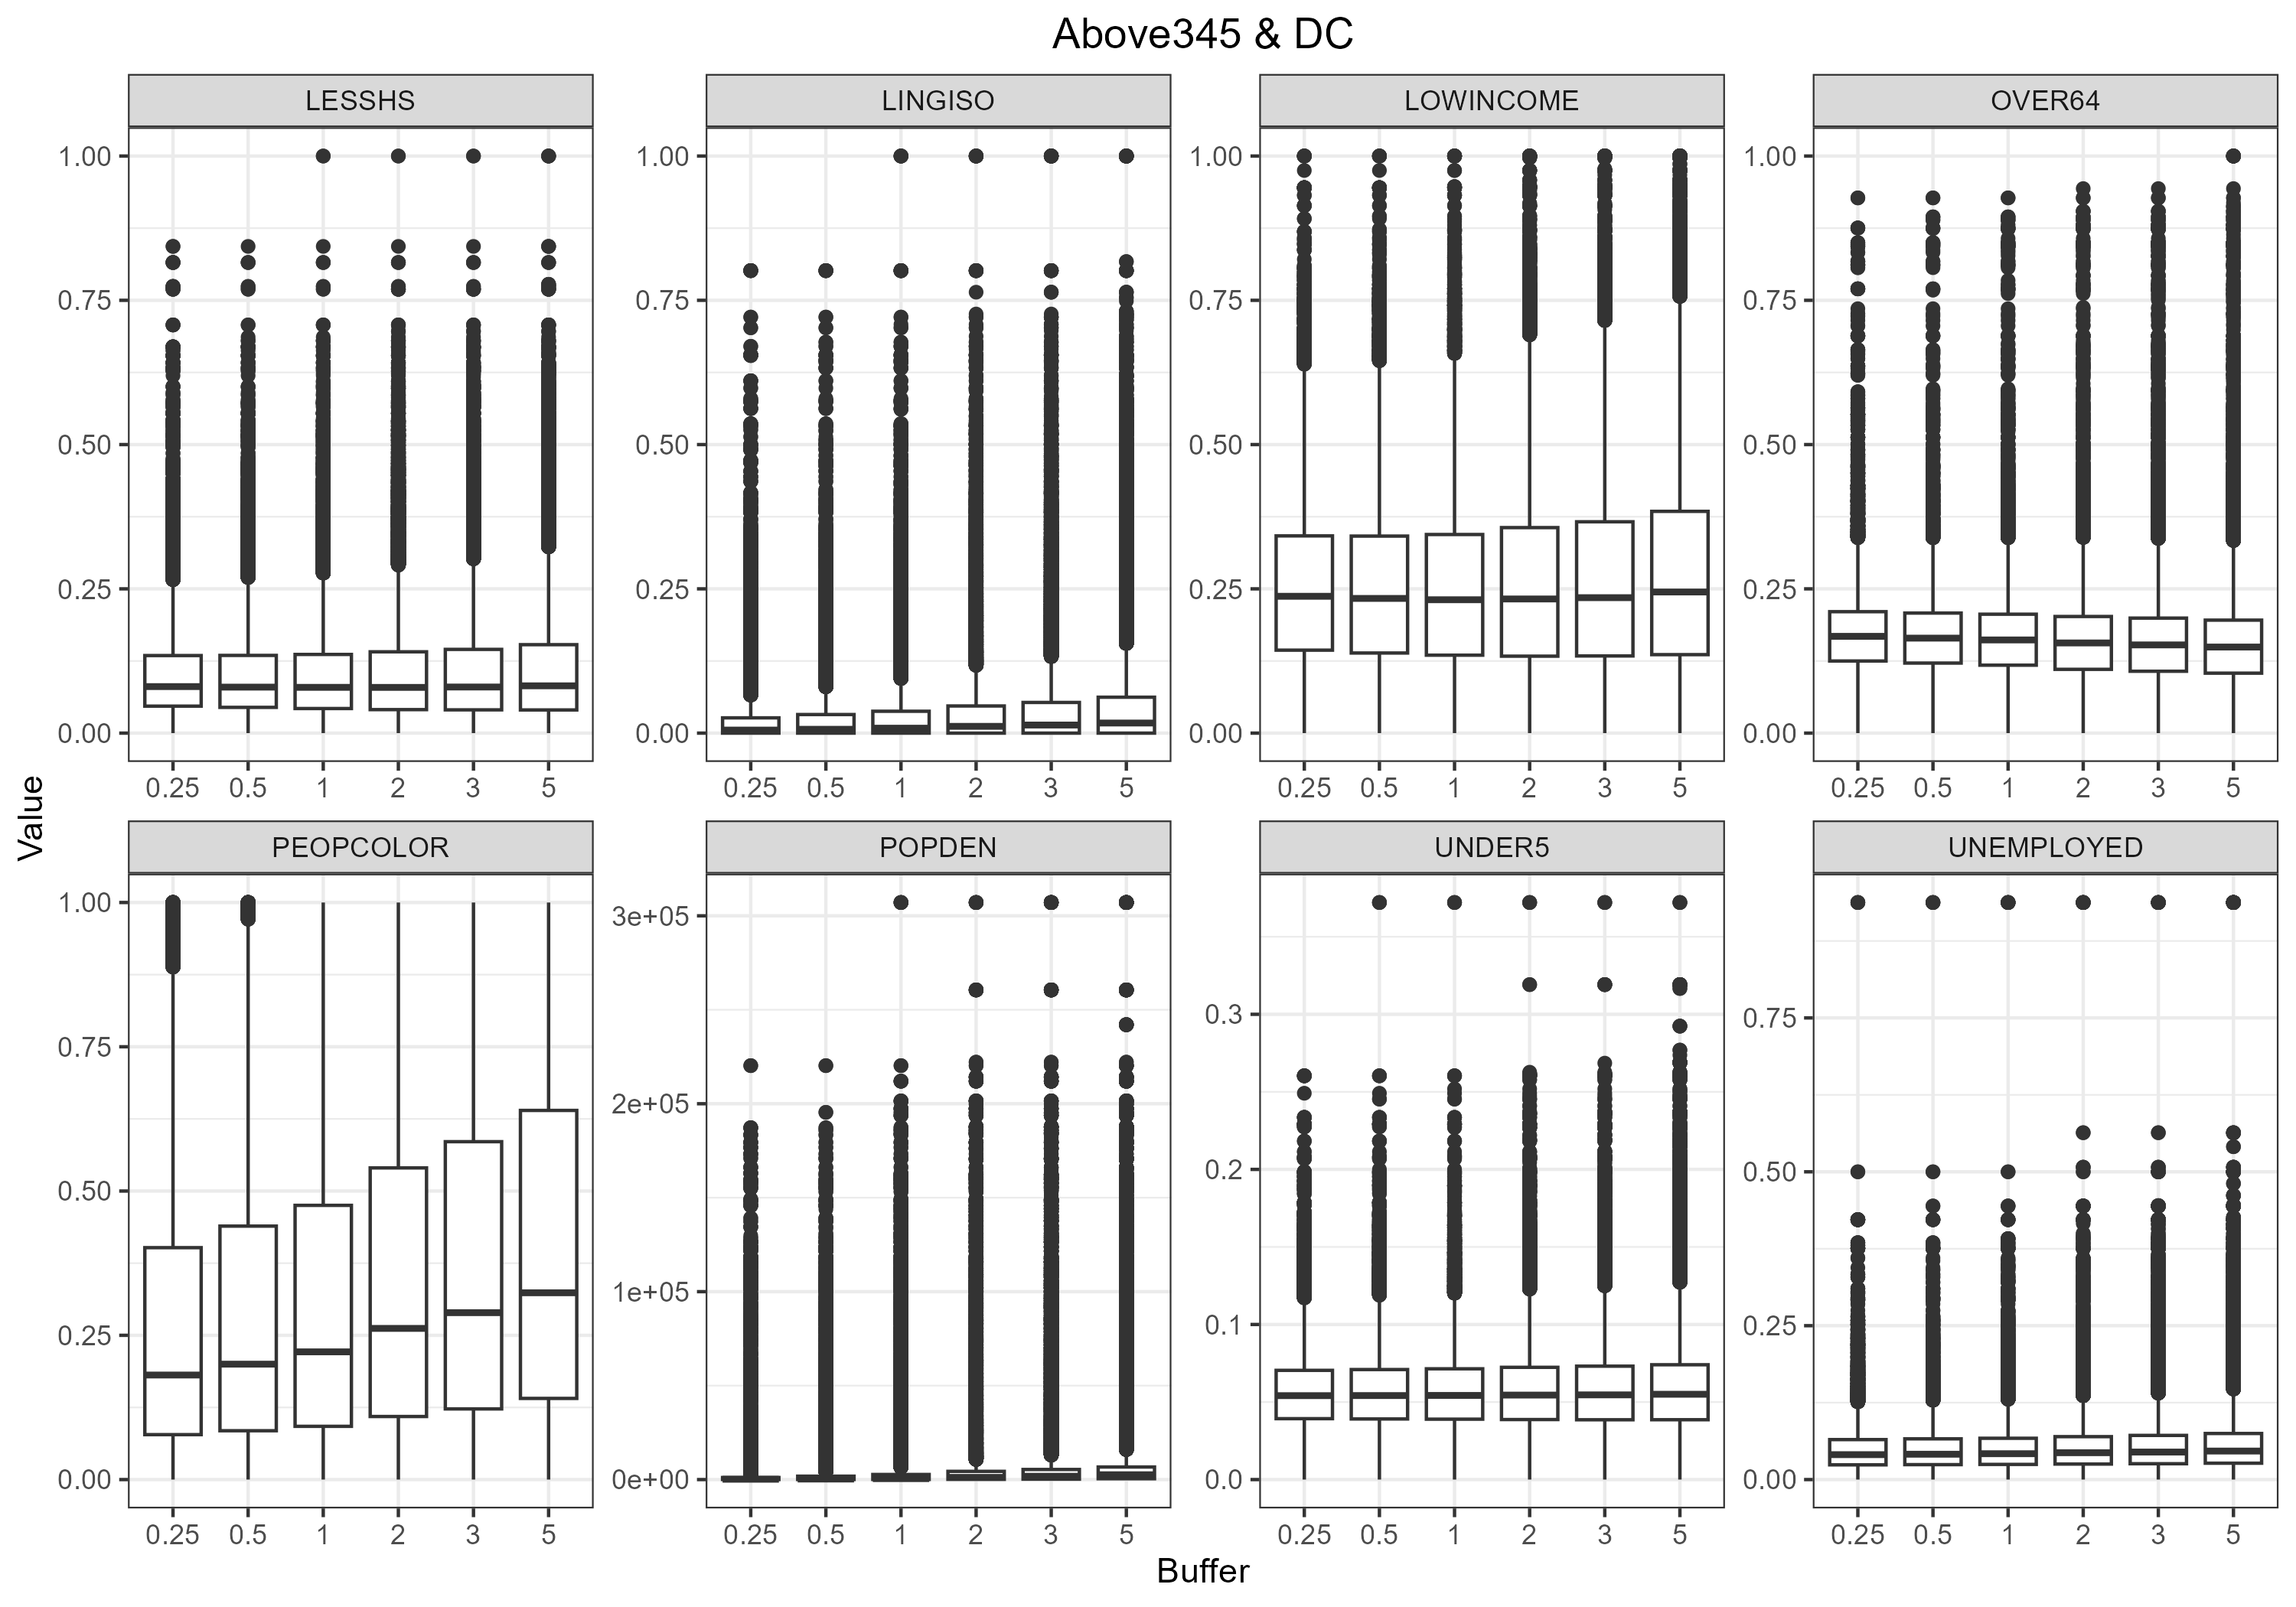 Above345 & DC
LESSHS LINGISO LOWINCOME OVER64
1.00 1.00 1.00 1.00
0.75 0.75 0.75 0.75
0.50 0.50 0.50 0.50
0.25 0.25 0.25 0.25
0.00 0.00 0.00 0.00
0.25 0.5 1 2 3 5 0.25 0.5 1 2 3 5 0.25 0.5 1 2 3 5 0.25 0.5 1 2 3 5
Value
PEOPCOLOR POPDEN UNDER5 UNEMPLOYED
1.00 3e+05
0.3 0.75
0.75 2e+05
0.2 0.50
0.50 1e+05
0.25 0.1 0.25
0.00 0e+00 0.0 0.00
0.25 0.5 1 2 3 5 0.25 0.5 1 2 3 5 0.25 0.5 1 2 3 5 0.25 0.5 1 2 3 5
Buffer